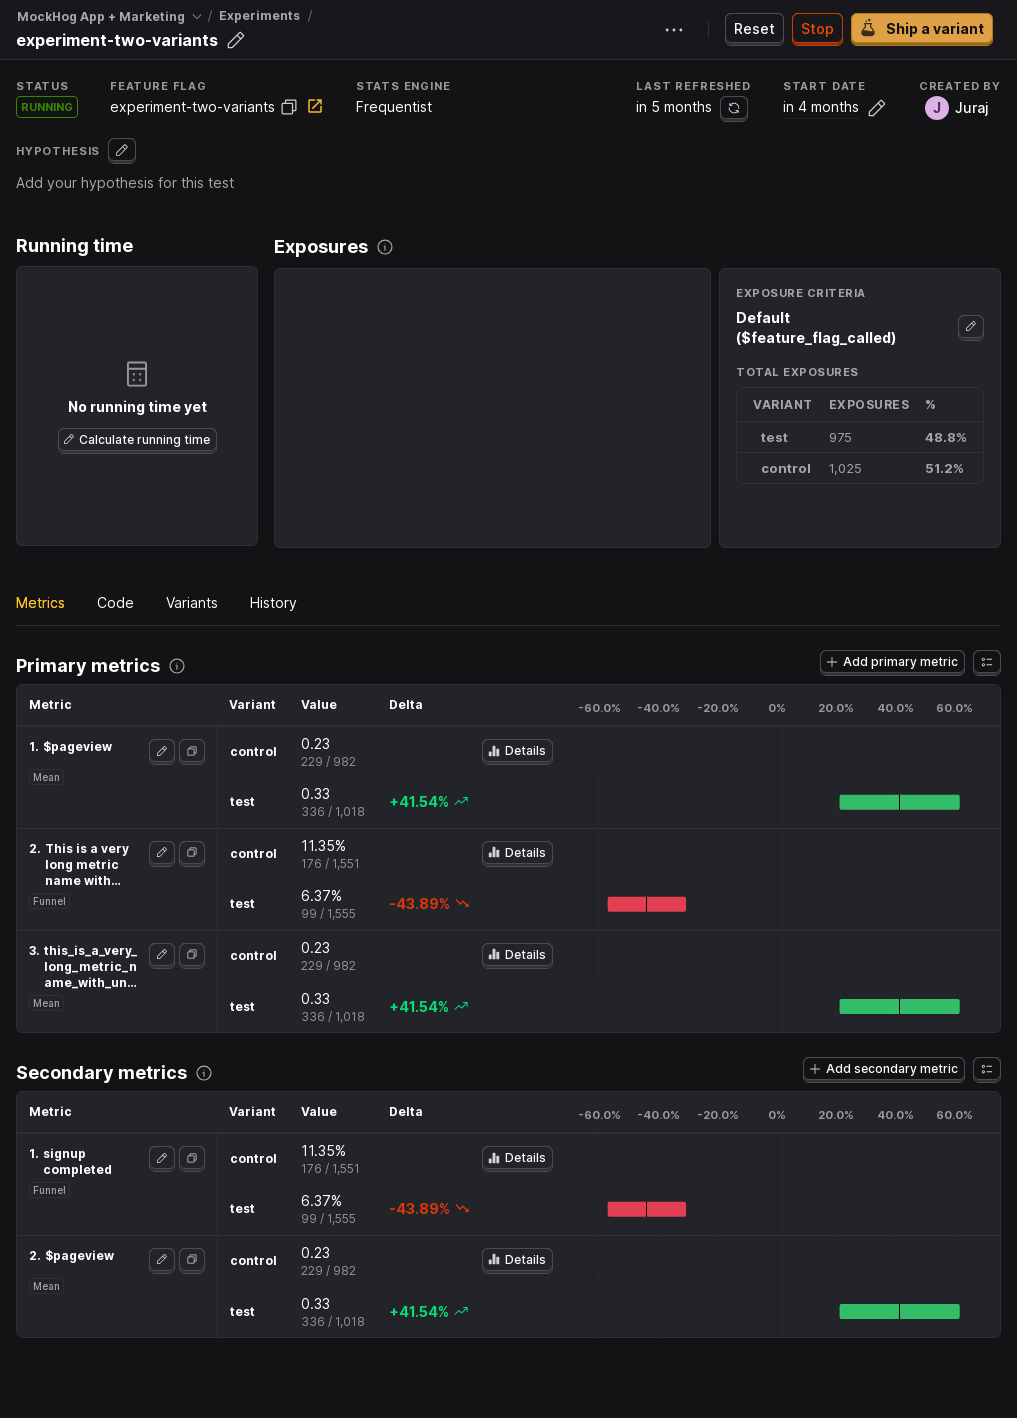 MockHog App + Marketing / Experiments /
experiment-two-variants
Reset
Stop
Ship a variant
STATUS
RUNNING
FEATURE FLAG
experiment-two-variants
STATS ENGINE
Frequentist
LAST REFRESHED
in 5 months
START DATE
in 4 months
CREATED BY
J Juraj
HYPOTHESIS
Add your hypothesis for this test
Running time
No running time yet
Calculate running time
Exposures
EXPOSURE CRITERIA
Default
($feature_flag_called)
TOTAL EXPOSURES
VARIANT EXPOSURES %
test 975 48.8%
control 1,025 51.2%
Metrics Code Variants History
Primary metrics
Add primary metric
Metric Variant Value Delta -60.0% -40.0% -20.0% 0% 20.0% 40.0% 60.0%
1. $pageview
Mean
control 0.23
229 / 982
Details
test 0.33 +41.54%
336 / 1,018
2. This is a very
long metric
name with…
Funnel
control 11.35%
176 / 1,551
Details
test 6.37% -43.89%
99 / 1,555
3. this_is_a_very_
long_metric_n
ame_with_un…
Mean
control 0.23
229 / 982
Details
test 0.33 +41.54%
336 / 1,018
Secondary metrics
Add secondary metric
Metric Variant Value Delta -60.0% -40.0% -20.0% 0% 20.0% 40.0% 60.0%
1. signup
completed
Funnel
control 11.35%
176 / 1,551
Details
test 6.37% -43.89%
99 / 1,555
2. $pageview
Mean
control 0.23
229 / 982
Details
test 0.33 +41.54%
336 / 1,018